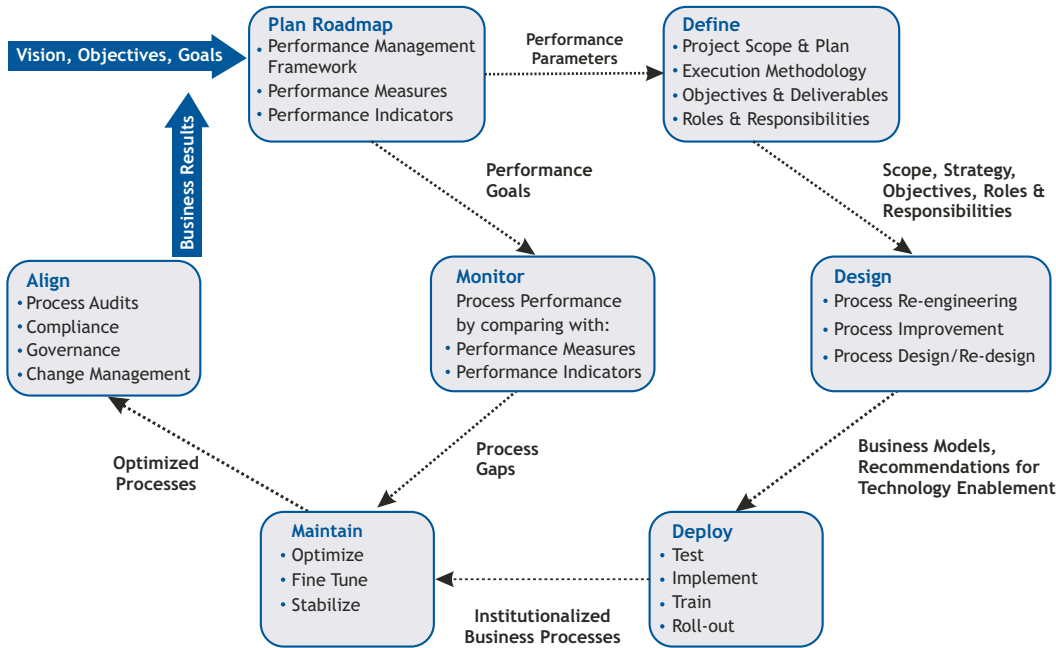 Vision, Objectives, Goals
Plan Roadmap
• Performance Management
Framework
• Performance Measures
• Performance Indicators
Performance
Parameters
Define
• Project Scope & Plan
• Execution Methodology
• Objectives & Deliverables
• Roles & Responsibilities
Business Results
Performance
Goals
Scope, Strategy,
Objectives, Roles &
Responsibilities
Align
• Process Audits
• Compliance
• Governance
• Change Management
Monitor
Process Performance
by comparing with:
• Performance Measures
• Performance Indicators
Design
• Process Re-engineering
• Process Improvement
• Process Design/Re-design
Optimized
Processes
Process
Gaps
Business Models,
Recommendations for
Technology Enablement
Maintain
• Optimize
• Fine Tune
• Stabilize
Institutionalized
Business Processes
Deploy
• Test
• Implement
• Train
• Roll-out